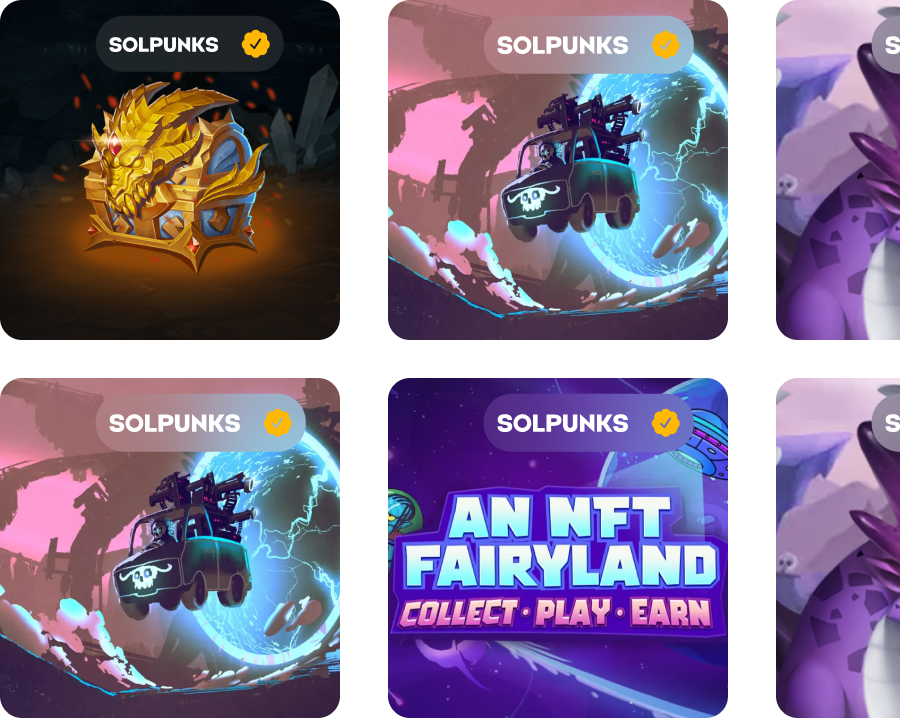 SOLPUNKS
SOLPUNKS
S
SOLPUNKS
SOLPUNKS
S
AN NFT
FAIRYLAND
COLLECT · PLAY · EARN